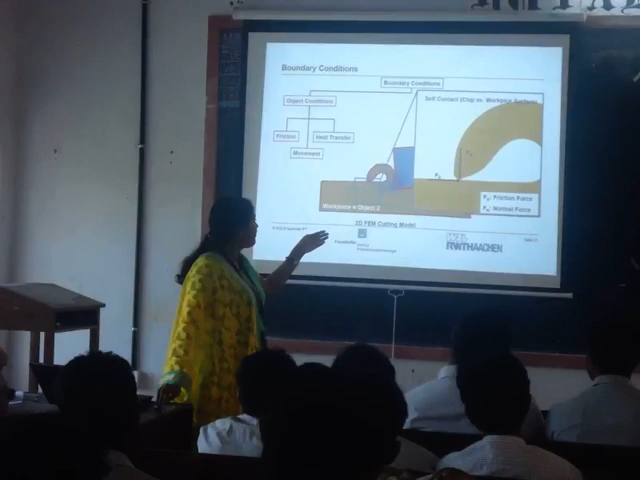 Boundary Conditions
Boundary Conditions
Object Conditions
Self Contact (Chip vs. Workpiece Surface)
Friction
Heat Transfer
Movement
Workpiece = Object 2
: Friction Force
: Normal Force
2D FEM Cutting Model
Fraunhofer
RWTHAACHEN